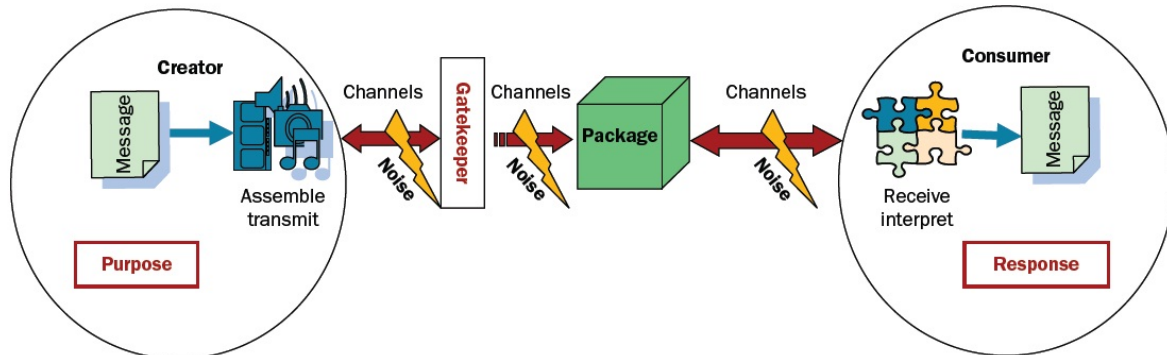 Creator
Message
Assemble
transmit
Purpose
Channels
Noise
Gatekeeper
Channels
Noise
Package
Channels
Noise
Consumer
Receive
interpret
Message
Response